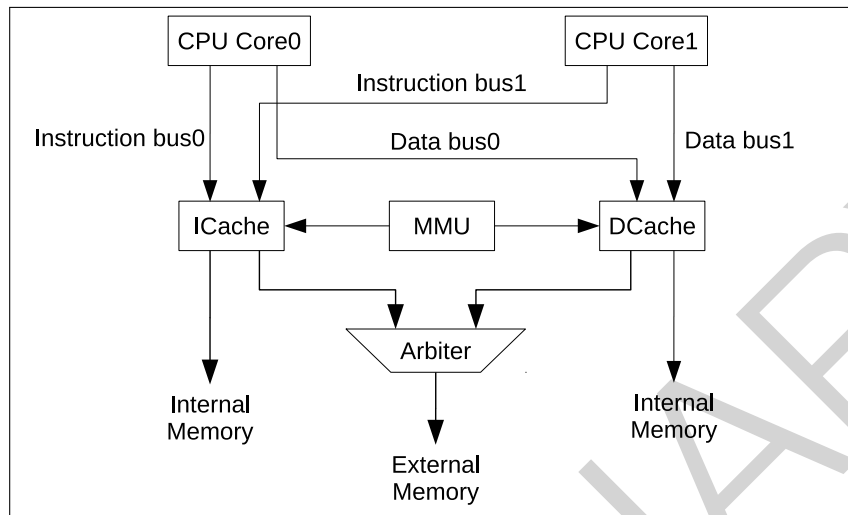 CPU Core0
CPU Core1
Instruction bus1
Instruction bus0
Data bus0
Data bus1
ICache
MMU
DCache
Arbiter
Internal
Memory
Internal
Memory
External
Memory